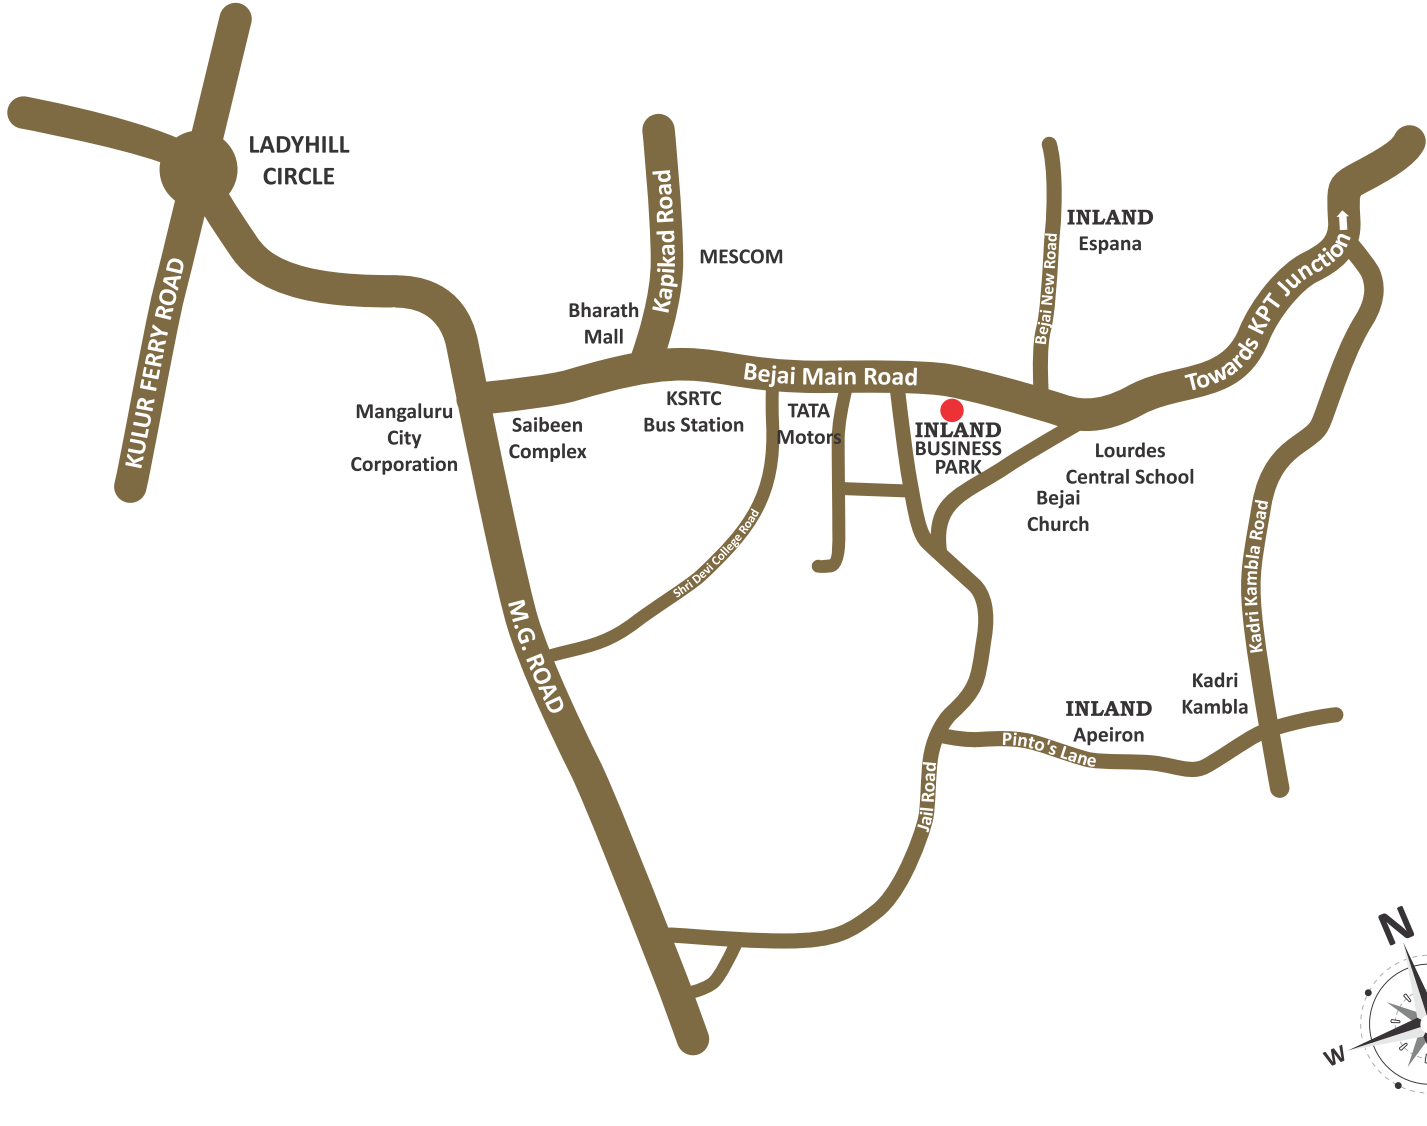 LADYHILL
CIRCLE
KULUR FERRY ROAD
Kapikad Road
MESCOM
Bharath
Mall
INLAND
Espana
Bejai New Road
Towards KPT Junction
Bejai Main Road
Mangaluru
City
Corporation
Saibeen
Complex
KSRTC
Bus Station
TATA
Motors
INLAND
BUSINESS
PARK
Lourdes
Central School
Bejai
Church
Shri Devi College Road
M.G. ROAD
Kadri Kambla Road
Kadri
Kambla
INLAND
Apeiron
Pinto's Lane
Jail Road
N
W